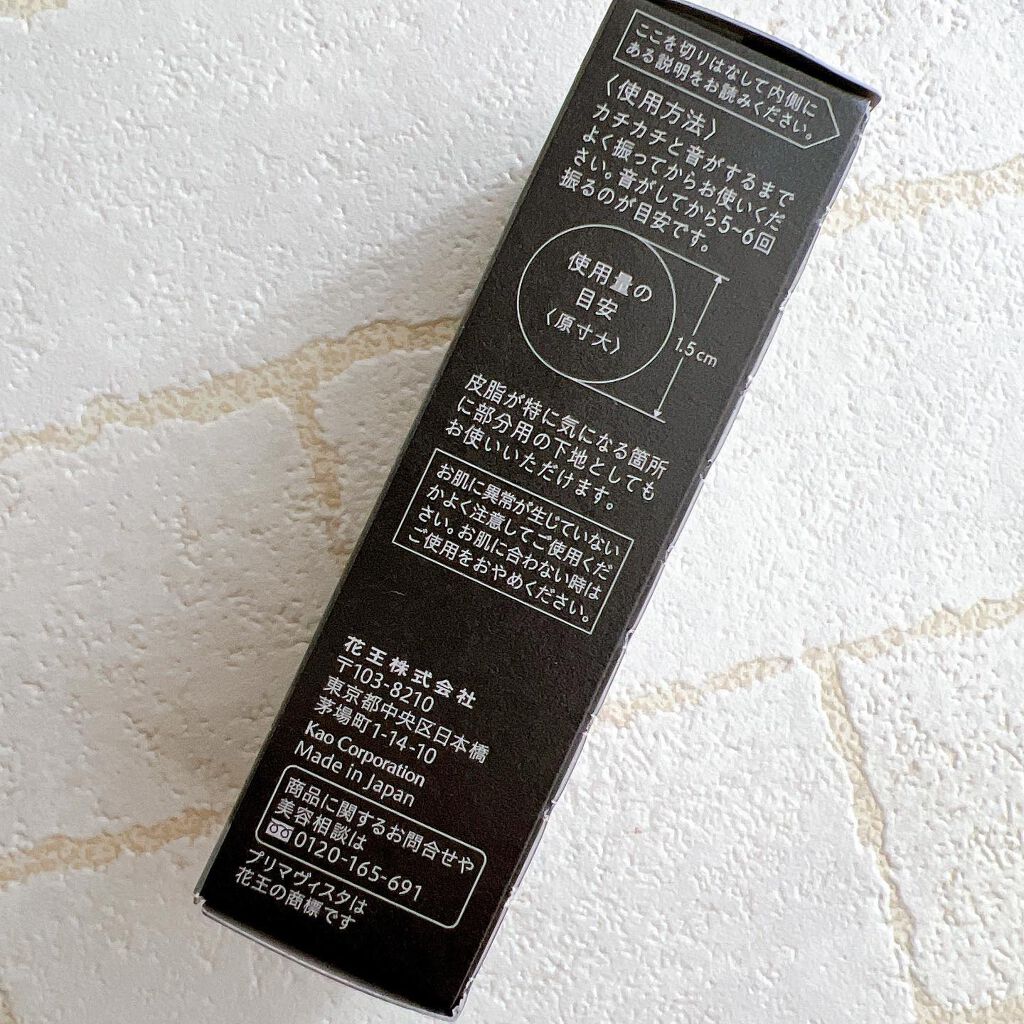 ここを切りはなして内側に
ある説明をお読みください。
〈使用方法〉
カチカチと音がするまで
よく振ってからお使いくだ
さい。音がしてから5~6回
振るのが目安です。
使用量の
目安
〈原寸大〉
1.5cm
皮脂が特に気になる箇所
に部分用の下地としても
お使いいただけます。
お肌に異常が生じていない
かよく注意してご使用くだ
さい。お肌に合わない時は
ご使用をおやめください。
花王株式会社
〒103-8210
東京都中央区日本橋
茅場町1-14-10
Kao Corporation
Made in Japan
商品に関するお問合せや
美容相談は
0120-165-691
プリマヴィスタは
花王の商標です